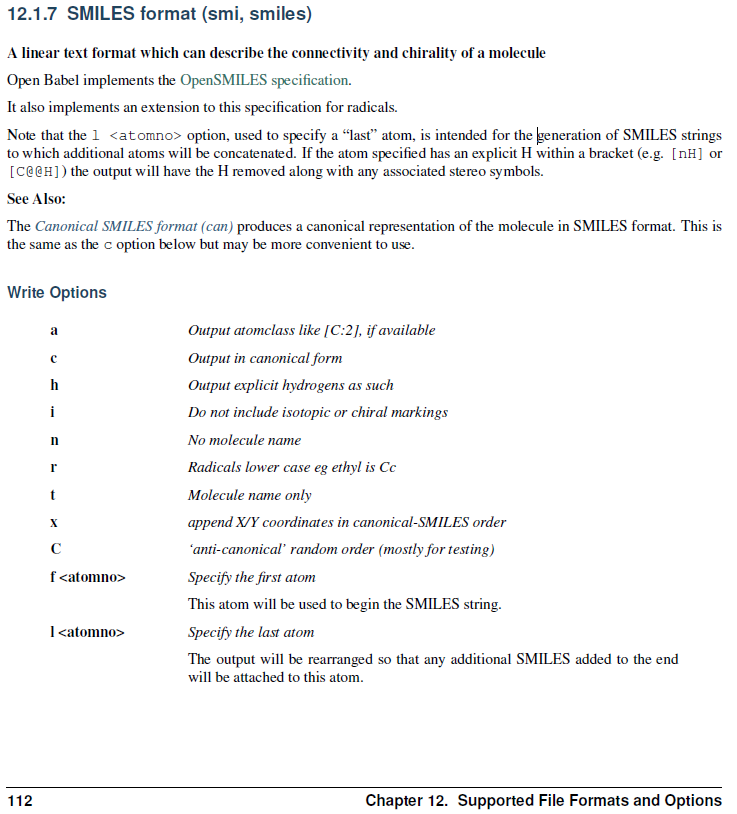 12.1.7 SMILES format (smi, smiles)
A linear text format which can describe the connectivity and chirality of a molecule
Open Babel implements the OpenSMILES specification.
It also implements an extension to this specification for radicals.
Note that the l <atomno> option, used to specify a “last” atom, is intended for the generation of SMILES strings
to which additional atoms will be concatenated. If the atom specified has an explicit H within a bracket (e.g. [nH] or
[C@@H]) the output will have the H removed along with any associated stereo symbols.
See Also:
The Canonical SMILES format (can) produces a canonical representation of the molecule in SMILES format. This is
the same as the c option below but may be more convenient to use.
Write Options
a Output atomclass like [C:2], if available
c Output in canonical form
h Output explicit hydrogens as such
i Do not include isotopic or chiral markings
n No molecule name
r Radicals lower case eg ethyl is Cc
t Molecule name only
x append X/Y coordinates in canonical-SMILES order
C ‘anti-canonical’ random order (mostly for testing)
f <atomno> Specify the first atom
This atom will be used to begin the SMILES string.
l <atomno> Specify the last atom
The output will be rearranged so that any additional SMILES added to the end
will be attached to this atom.
112 Chapter 12. Supported File Formats and Options